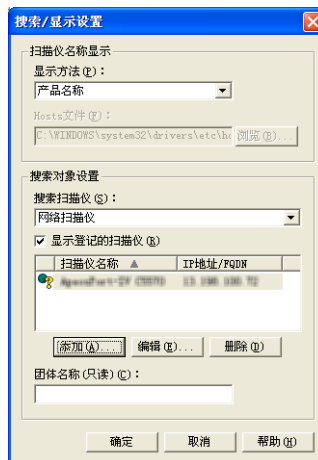 搜索/显示设置
扫描仪名称显示
显示方法(P)：
产品名称
Hosts文件(F)：
C:\WINDOWS\system32\drivers\etc\ho 浏览(B)...
搜索对象设置
搜索扫描仪(S)：
网络扫描仪
显示登记的扫描仪(R)
扫描仪名称 IP地址/FQDN
添加(A)... 编辑(E)... 删除(D)
团体名称(只读)(C)：
确定 取消 帮助(H)